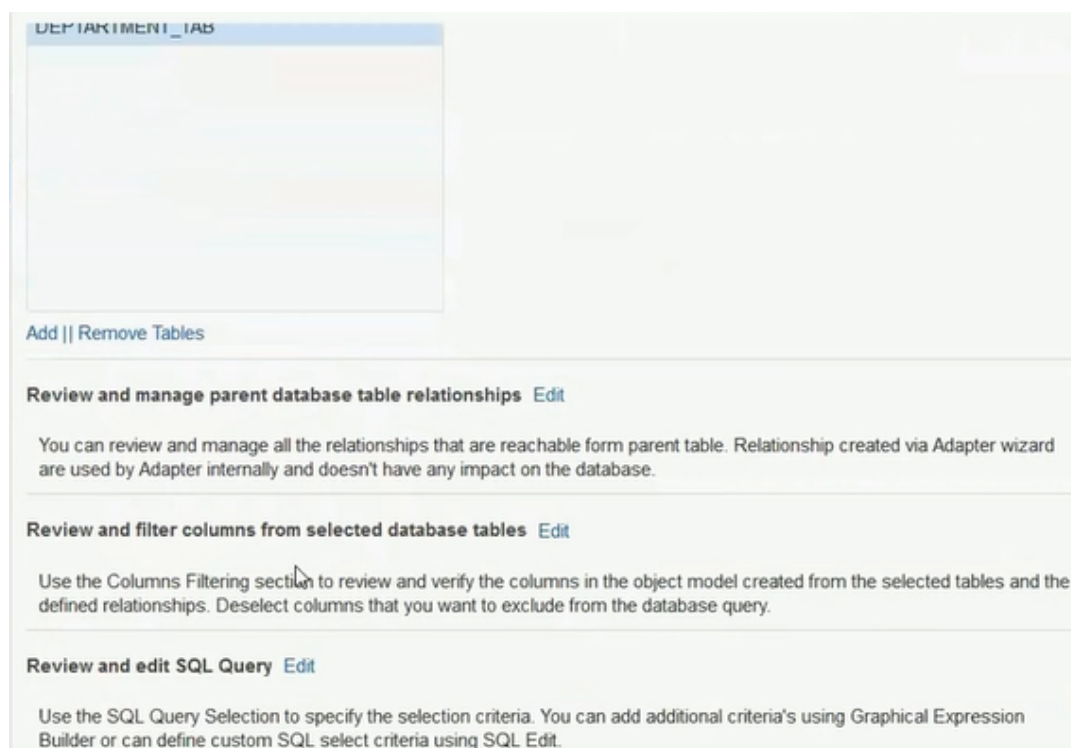 DEPTARTMENT_TAB
Add || Remove Tables
Review and manage parent database table relationships Edit
You can review and manage all the relationships that are reachable form parent table. Relationship created via Adapter wizard
are used by Adapter internally and doesn't have any impact on the database.
Review and filter columns from selected database tables Edit
Use the Columns Filtering section to review and verify the columns in the object model created from the selected tables and the
defined relationships. Deselect columns that you want to exclude from the database query.
Review and edit SQL Query Edit
Use the SQL Query Selection to specify the selection criteria. You can add additional criteria's using Graphical Expression
Builder or can define custom SQL select criteria using SQL Edit.